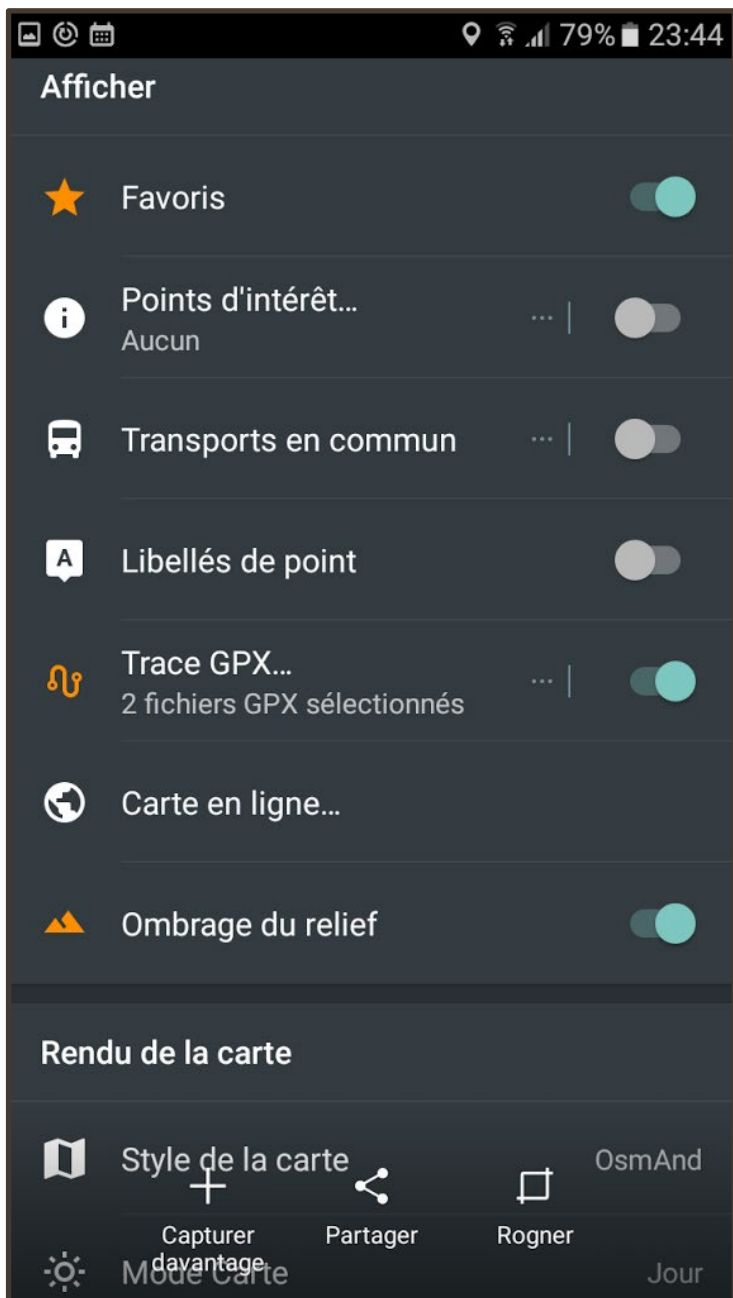 79% 23:44
Afficher
Favoris
Points d'intérêt...
Aucun
Transports en commun
Libellés de point
A
Trace GPX...
2 fichiers GPX sélectionnés
Carte en ligne...
Ombrage du relief
Rendu de la carte
Style de la carte OsmAnd
Capturer davantage
Partager
Rogner
Mode Carte Jour